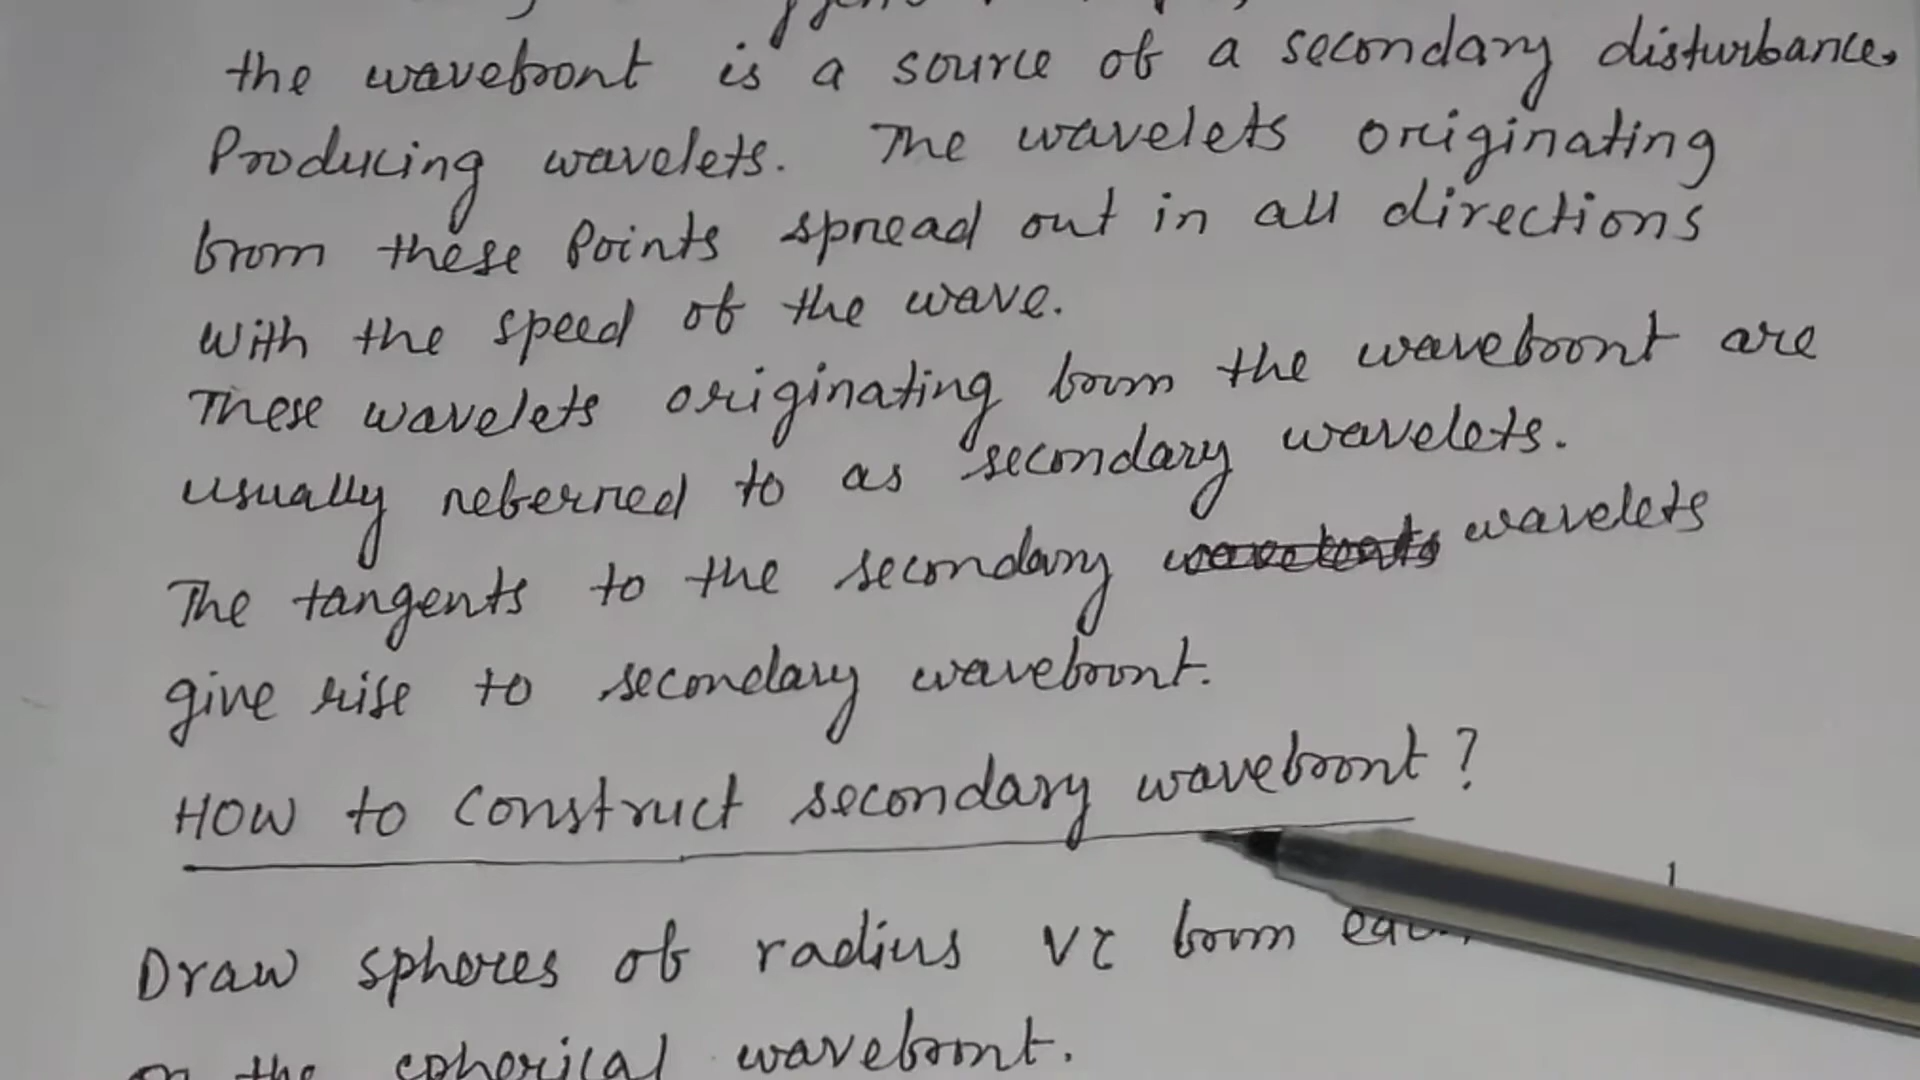 the wavefront is a source of a secondary disturbance,
Producing wavelets. The wavelets originating
from these Points spread out in all directions
with the speed of the wave.
These wavelets originating from the wavefront are
usually referred to as secondary wavelets.
The tangents to the secondary wavelets
give rise to secondary wavefront.
HOW to construct secondary wavefront?
Draw spheres of radius vτ from
on the spherical wavefront.